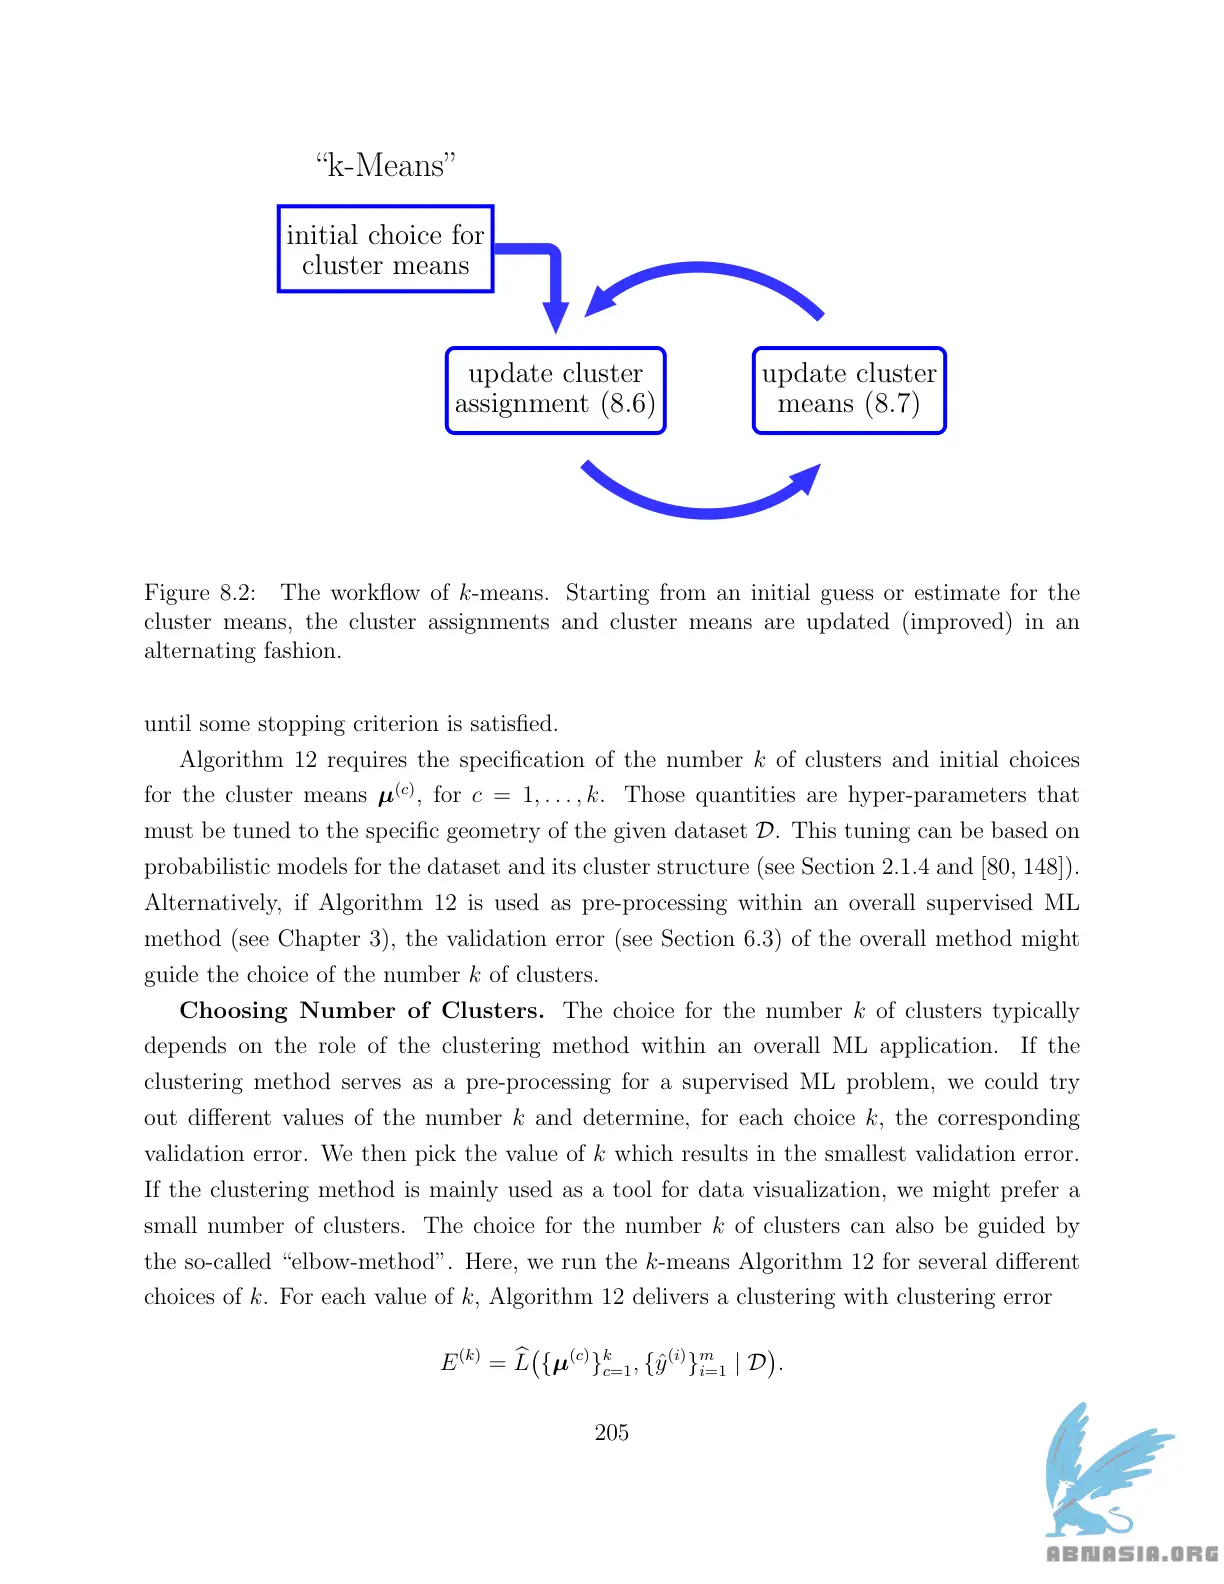 “k-Means”
initial choice for
cluster means
update cluster
assignment (8.6)
update cluster
means (8.7)
Figure 8.2: The workflow of k-means. Starting from an initial guess or estimate for the
cluster means, the cluster assignments and cluster means are updated (improved) in an
alternating fashion.
until some stopping criterion is satisfied.
Algorithm 12 requires the specification of the number k of clusters and initial choices
for the cluster means μ^(c), for c = 1, . . . , k. Those quantities are hyper-parameters that
must be tuned to the specific geometry of the given dataset 𝒟. This tuning can be based on
probabilistic models for the dataset and its cluster structure (see Section 2.1.4 and [80, 148]).
Alternatively, if Algorithm 12 is used as pre-processing within an overall supervised ML
method (see Chapter 3), the validation error (see Section 6.3) of the overall method might
guide the choice of the number k of clusters.
Choosing Number of Clusters. The choice for the number k of clusters typically
depends on the role of the clustering method within an overall ML application. If the
clustering method serves as a pre-processing for a supervised ML problem, we could try
out different values of the number k and determine, for each choice k, the corresponding
validation error. We then pick the value of k which results in the smallest validation error.
If the clustering method is mainly used as a tool for data visualization, we might prefer a
small number of clusters. The choice for the number k of clusters can also be guided by
the so-called “elbow-method”. Here, we run the k-means Algorithm 12 for several different
choices of k. For each value of k, Algorithm 12 delivers a clustering with clustering error
E^(k) = L̂({μ^(c)}_{c=1}^k, {ŷ^(i)}_{i=1}^m | 𝒟).
205
ABNASIA.ORG